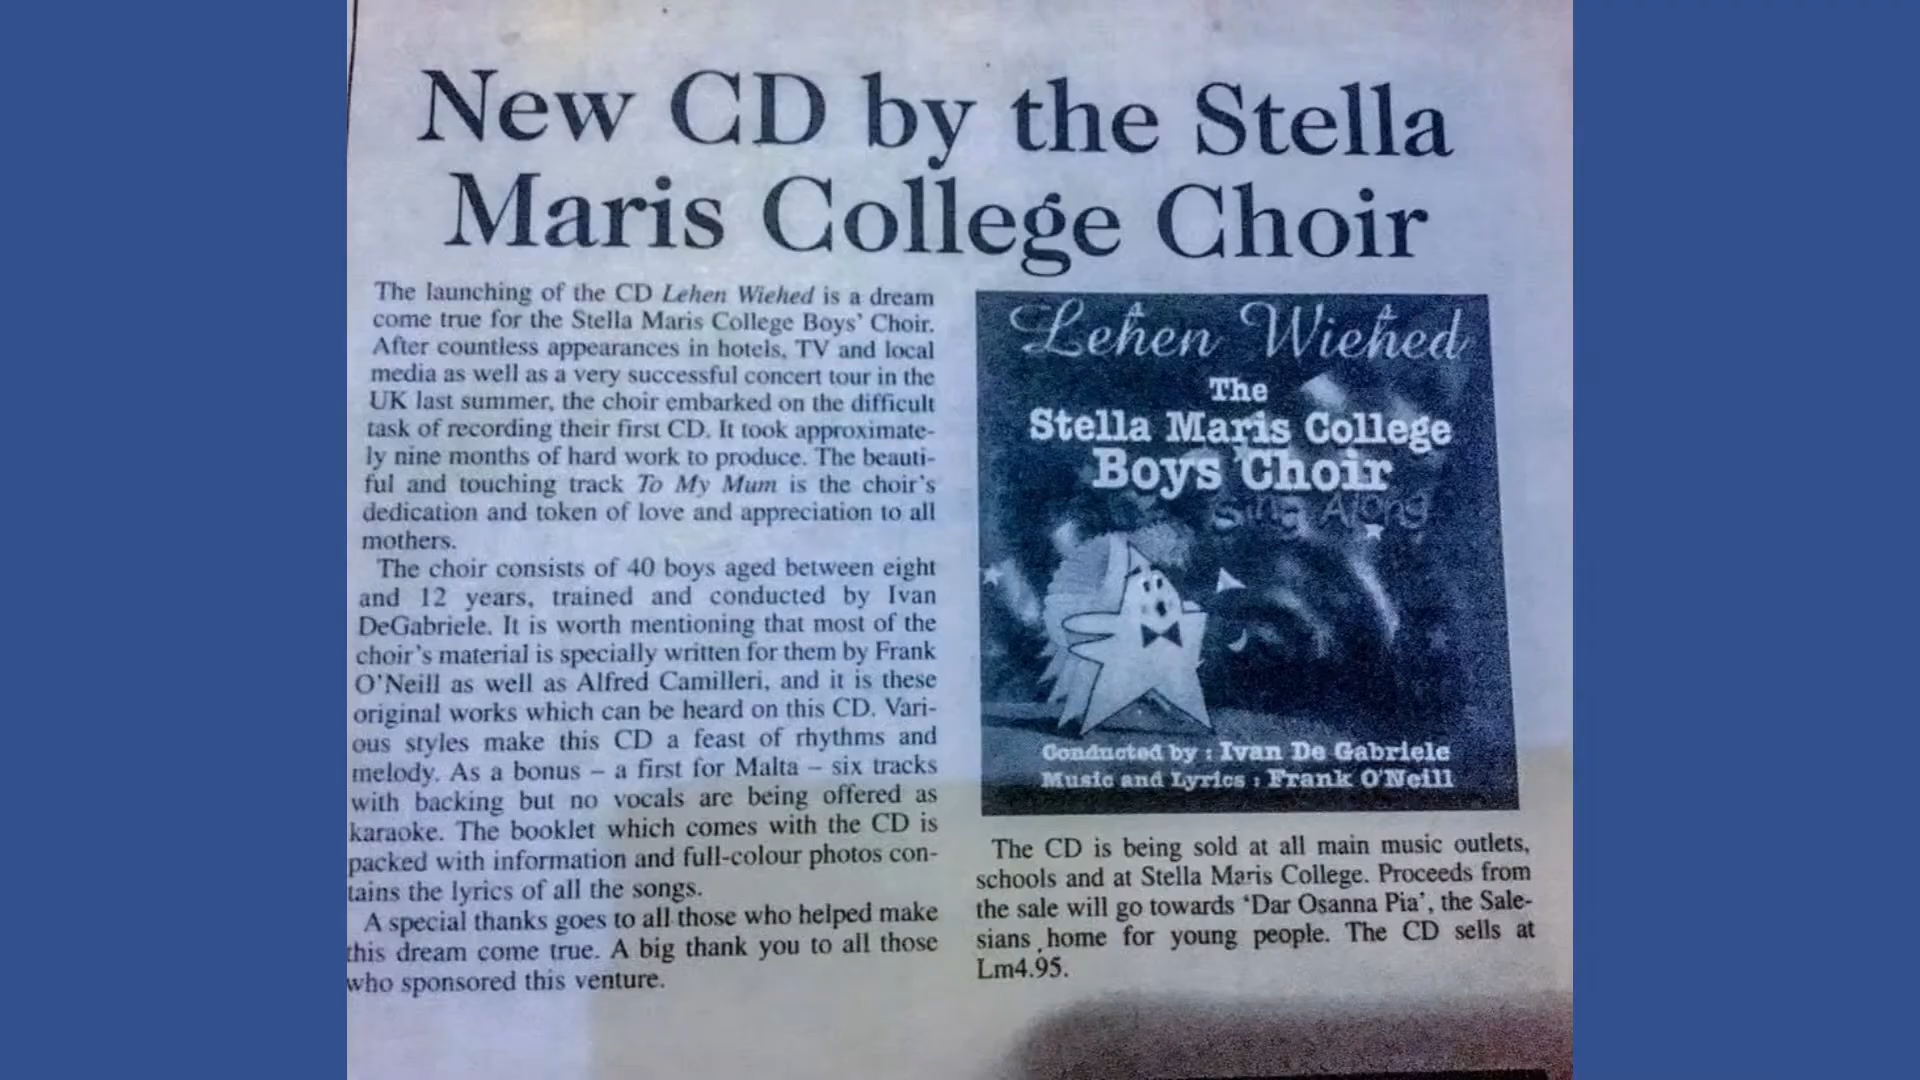 New CD by the Stella
Maris College Choir
The launching of the CD Lehen Wiehed is a dream
come true for the Stella Maris College Boys' Choir.
After countless appearances in hotels, TV and local
media as well as a very successful concert tour in the
UK last summer, the choir embarked on the difficult
task of recording their first CD. It took approximate-
ly nine months of hard work to produce. The beauti-
ful and touching track To My Mum is the choir's
dedication and token of love and appreciation to all
mothers.
The choir consists of 40 boys aged between eight
and 12 years, trained and conducted by Ivan
DeGabriele. It is worth mentioning that most of the
choir's material is specially written for them by Frank
O'Neill as well as Alfred Camilleri, and it is these
original works which can be heard on this CD. Vari-
ous styles make this CD a feast of rhythms and
melody. As a bonus – a first for Malta – six tracks
with backing but no vocals are being offered as
karaoke. The booklet which comes with the CD is
packed with information and full-colour photos con-
tains the lyrics of all the songs.
A special thanks goes to all those who helped make
this dream come true. A big thank you to all those
who sponsored this venture.
Leħen Wieħed
The
Stella Maris College
Boys Choir
Sing Along
Conducted by : Ivan De Gabriele
Music and Lyrics : Frank O'Neill
The CD is being sold at all main music outlets,
schools and at Stella Maris College. Proceeds from
the sale will go towards 'Dar Osanna Pia', the Sale-
sians home for young people. The CD sells at
Lm4.95.